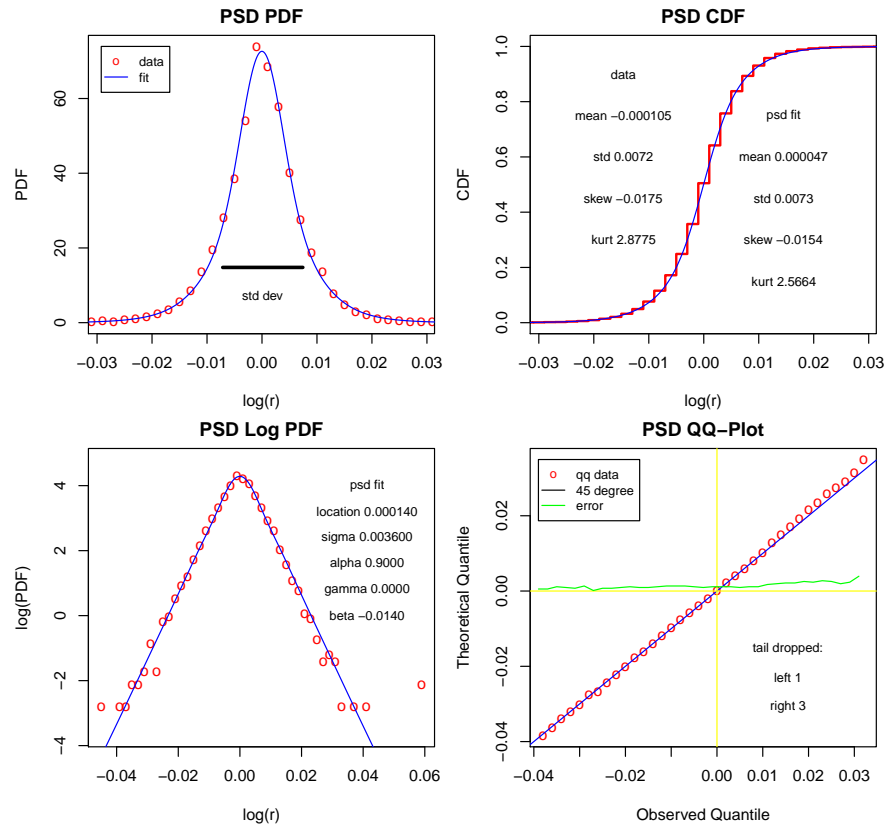 PSD PDF
data
fit
std dev
PDF
0 20 40 60
−0.03 −0.02 −0.01 0.00 0.01 0.02 0.03
log(r)
PSD CDF
data
mean −0.000105
std 0.0072
skew −0.0175
kurt 2.8775
psd fit
mean 0.000047
std 0.0073
skew −0.0154
kurt 2.5664
CDF
0.0 0.2 0.4 0.6 0.8 1.0
−0.03 −0.02 −0.01 0.00 0.01 0.02 0.03
log(r)
PSD Log PDF
psd fit
location 0.000140
sigma 0.003600
alpha 0.9000
gamma 0.0000
beta −0.0140
log(PDF)
−4 −2 0 2 4
−0.04 −0.02 0.00 0.02 0.04 0.06
log(r)
PSD QQ−Plot
qq data
45 degree
error
tail dropped:
left 1
right 3
Theoretical Quantile
−0.04 −0.02 0.00 0.02
−0.04 −0.03 −0.02 −0.01 0.00 0.01 0.02 0.03
Observed Quantile